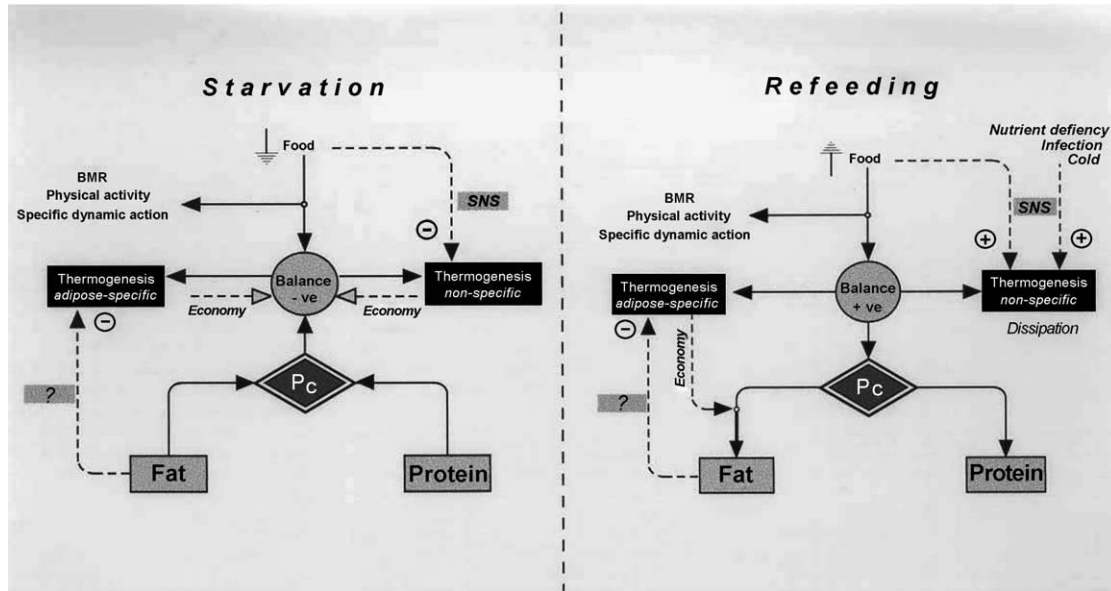 Starvation
Food
BMR
Physical activity
Specific dynamic action
SNS
−
Thermogenesis
adipose-specific
Balance
- ve
Thermogenesis
non-specific
Economy
Economy
−
Pc
?
Fat
Protein
Refeeding
Nutrient defiency
Infection
Cold
Food
BMR
Physical activity
Specific dynamic action
SNS
+
+
Thermogenesis
adipose-specific
Balance
+ ve
Thermogenesis
non-specific
Dissipation
−
Economy
Pc
?
Fat
Protein